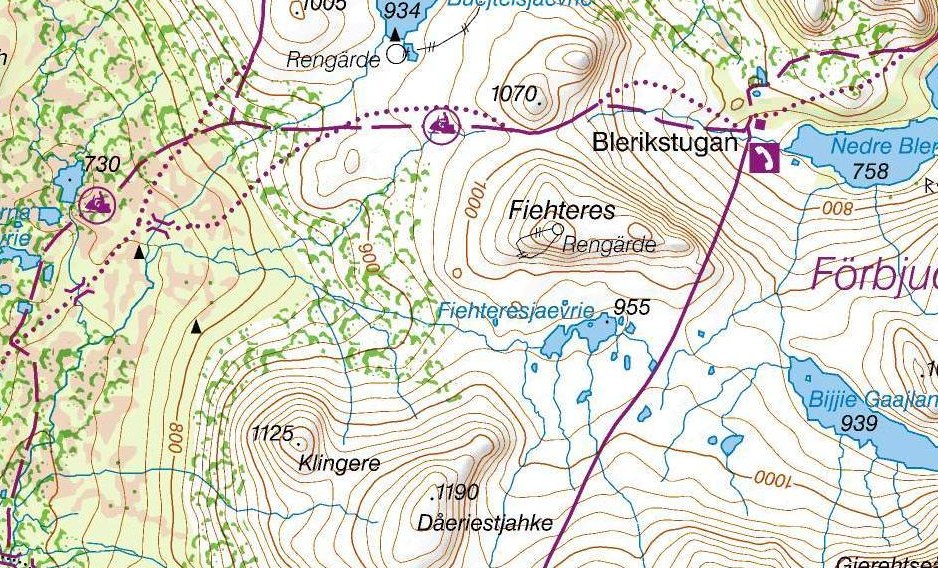 1005
934
Rengärde
1070
Blerikstugan
730
Nedre Bler
758
1000
800
Fiehteres
Rengärde
900
Förbjud
Fiehteresjaevrie
955
Bijjie Gaajlan
939
1125
Klingere
800
1000
1190
Dåeriestjahke